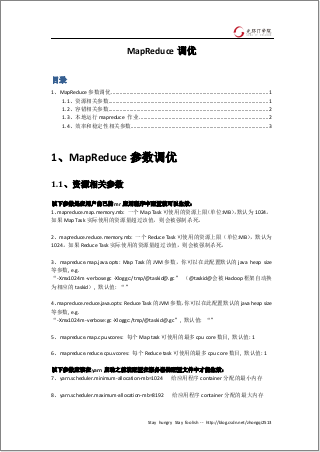 MapReduce 调优
目录
1、MapReduce 参数调优 1
1.1、资源相关参数 1
1.2、容错相关参数 2
1.3、本地运行 mapreduce 作业 2
1.4、效率和稳定性相关参数 3
1、MapReduce 参数调优
1.1、资源相关参数
以下参数是在用户自己的 mr 应用程序中配置就可以生效：
1. mapreduce.map.memory.mb: 一个 Map Task 可使用的资源上限（单位:MB），默认为 1024。
如果 Map Task 实际使用的资源量超过该值，则会被强制杀死。
2、mapreduce.reduce.memory.mb: 一个 Reduce Task 可使用的资源上限（单位:MB），默认为
1024。如果 Reduce Task 实际使用的资源量超过该值，则会被强制杀死。
3、mapreduce.map.java.opts: Map Task 的 JVM 参数，你可以在此配置默认的 java heap size
等参数, e.g.
"-Xmx1024m -verbose:gc -Xloggc:/tmp/@taskid@.gc" （@taskid@会被 Hadoop 框架自动换
为相应的 taskid）, 默认值: ""
4. mapreduce.reduce.java.opts: Reduce Task 的 JVM 参数，你可以在此配置默认的 java heap size
等参数, e.g.
"-Xmx1024m -verbose:gc -Xloggc:/tmp/@taskid@.gc", 默认值: ""
5、mapreduce.map.cpu.vcores: 每个 Map task 可使用的最多 cpu core 数目, 默认值: 1
6、mapreduce.reduce.cpu.vcores: 每个 Reduce task 可使用的最多 cpu core 数目, 默认值: 1
以下参数应该在 yarn 启动之前就配置在服务器的配置文件中才能生效：
7、yarn.scheduler.minimum-allocation-mb 1024 给应用程序 container 分配的最小内存
8、yarn.scheduler.maximum-allocation-mb 8192 给应用程序 container 分配的最大内存
Stay hungry Stay foolish -- http://blog.csdn.net/zhongqi2513